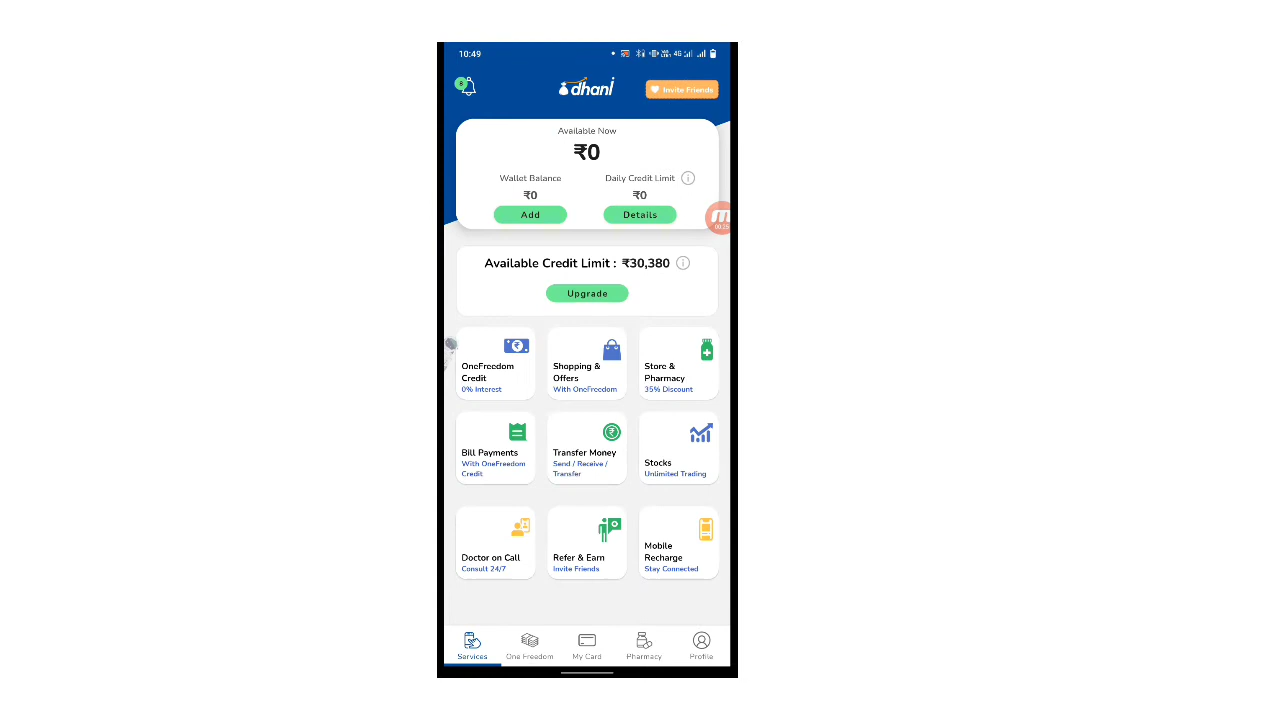 10:49
4G
dhani
Invite Friends
Available Now
₹0
Wallet Balance
Daily Credit Limit
₹0
₹0
Add
Details
00:25
Available Credit Limit : ₹30,380
Upgrade
OneFreedom
Credit
0% Interest
Shopping &
Offers
With OneFreedom
Store &
Pharmacy
35% Discount
Bill Payments
With OneFreedom
Credit
Transfer Money
Send / Receive /
Transfer
Stocks
Unlimited Trading
Doctor on Call
Consult 24/7
Refer & Earn
Invite Friends
Mobile
Recharge
Stay Connected
Services
One Freedom
My Card
Pharmacy
Profile